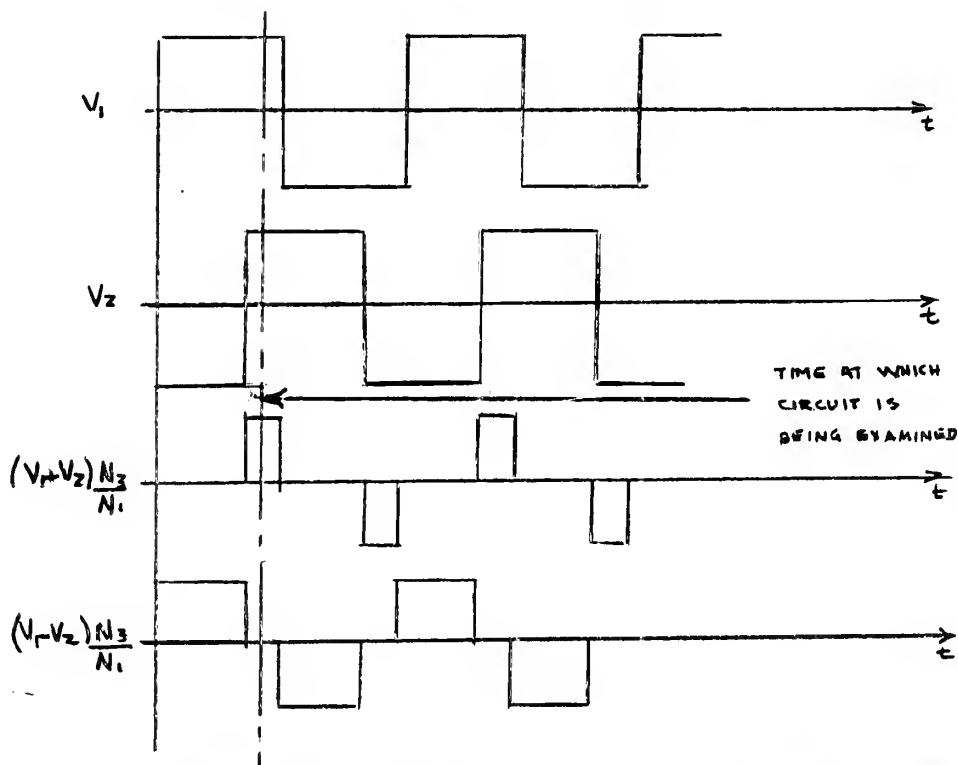 V₁
t
V₂
t
TIME AT WHICH
CIRCUIT IS
BEING EXAMINED
(V₁+V₂) N₃
N₁
t
(V₁-V₂) N₃
N₁
t